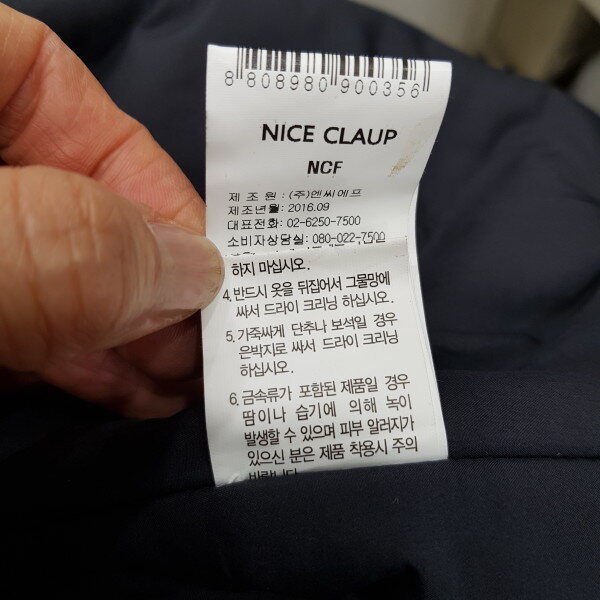 8 808980 900356
NICE CLAUP
NCF
제 조 원 : (주)엔씨에프
제조년월: 2016.09
대표전화: 02-6250-7500
소비자상담실: 080-022-7500
하지 마십시오.
4. 반드시 옷을 뒤집어서 그물망에
싸서 드라이 크리닝 하십시오.
5. 가죽싸게 단추나 보석일 경우
은박지로 싸서 드라이 크리닝
하십시오.
6. 금속류가 포함된 제품일 경우
땀이나 습기에 의해 녹이
발생할 수 있으며 피부 알러지가
있으신 분은 제품 착용시 주의
바랍니다.